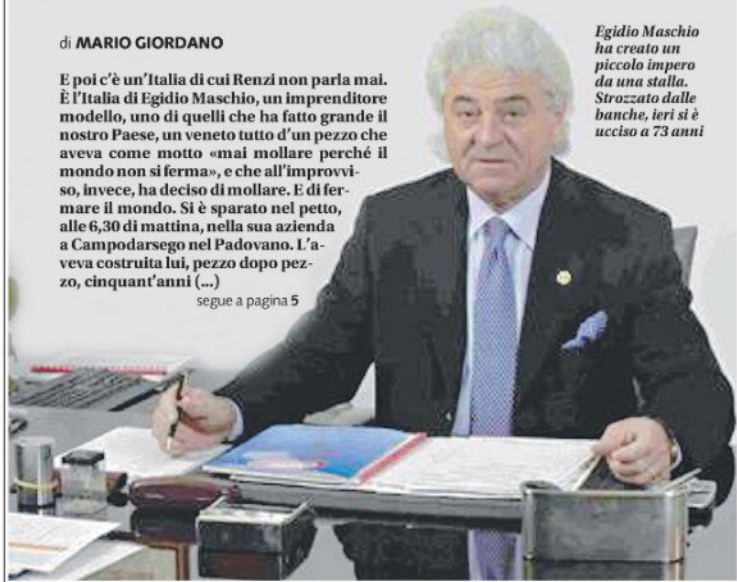 di MARIO GIORDANO
E poi c'è un'Italia di cui Renzi non parla mai.
È l'Italia di Egidio Maschio, un imprenditore
modello, uno di quelli che ha fatto grande il
nostro Paese, un veneto tutto d'un pezzo che
aveva come motto «mai mollare perché il
mondo non si ferma», e che all'improvvi-
so, invece, ha deciso di mollare. E di fer-
mare il mondo. Si è sparato nel petto,
alle 6,30 di mattina, nella sua azienda
a Campodarsego nel Padovano. L'a-
veva costruita lui, pezzo dopo pez-
zo, cinquant'anni (...)
segue a pagina 5
Egidio Maschio
ha creato un
piccolo impero
da una stalla.
Strozzato dalle
banche, ieri si è
ucciso a 73 anni